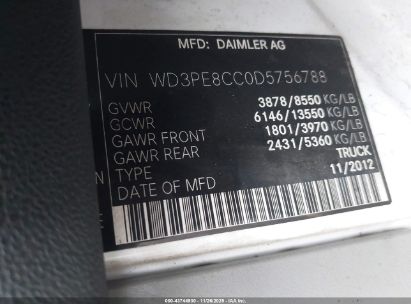 MFD: DAIMLER AG
VIN WD3PE8CC0D5756788
GVWR 3878/8550 KG/LB
GCWR 6146/13550 KG/LB
GAWR FRONT 1801/3970 KG/LB
GAWR REAR 2431/5360 KG/LB
TYPE TRUCK
DATE OF MFD 11/2012